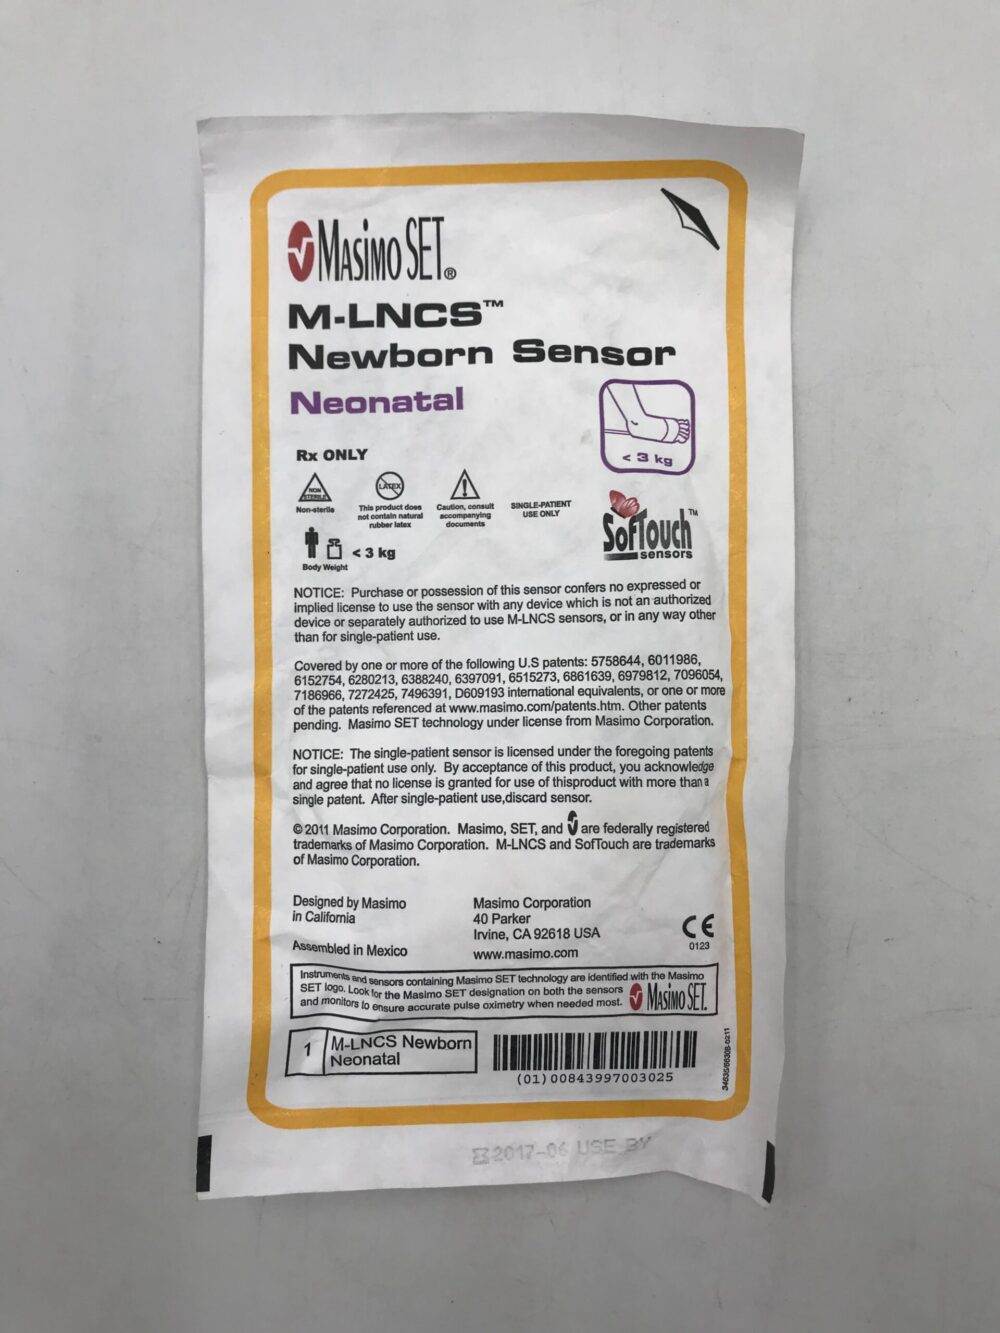 MASIMO SET®
M-LNCS™
Newborn Sensor
Neonatal
< 3 kg
Rx ONLY
NON
STERILE
LATEX
Non-sterile
This product does
not contain natural
rubber latex
Caution, consult
accompanying
documents
SINGLE-PATIENT
USE ONLY
SofTouch™
sensors
< 3 kg
Body Weight
NOTICE: Purchase or possession of this sensor confers no expressed or
implied license to use the sensor with any device which is not an authorized
device or separately authorized to use M-LNCS sensors, or in any way other
than for single-patient use.
Covered by one or more of the following U.S patents: 5758644, 6011986,
6152754, 6280213, 6388240, 6397091, 6515273, 6861639, 6979812, 7096054,
7186966, 7272425, 7496391, D609193 international equivalents, or one or more
of the patents referenced at www.masimo.com/patents.htm. Other patents
pending. Masimo SET technology under license from Masimo Corporation.
NOTICE: The single-patient sensor is licensed under the foregoing patents
for single-patient use only. By acceptance of this product, you acknowledge
and agree that no license is granted for use of thisproduct with more than a
single patent. After single-patient use,discard sensor.
© 2011 Masimo Corporation. Masimo, SET, and are federally registered
trademarks of Masimo Corporation. M-LNCS and SofTouch are trademarks
of Masimo Corporation.
Designed by Masimo
in California
Assembled in Mexico
Masimo Corporation
40 Parker
Irvine, CA 92618 USA
www.masimo.com
CE
0123
Instruments and sensors containing Masimo SET technology are identified with the Masimo
SET logo. Look for the Masimo SET designation on both the sensors
and monitors to ensure accurate pulse oximetry when needed most.
MASIMO SET.
1
M-LNCS Newborn
Neonatal
(01)00843997003025
2017-06 USE BY